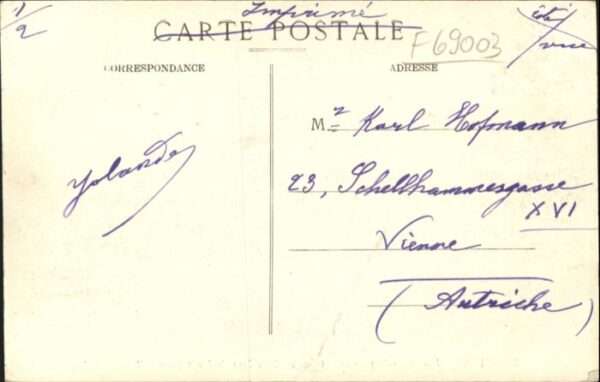 1/2
Imprimé
CARTE POSTALE
F69003
CORRESPONDANCE
ADRESSE
Yolande
Mr Karl Hofmann
23, Schellhammergasse
XVI
Vienne
(Autriche)